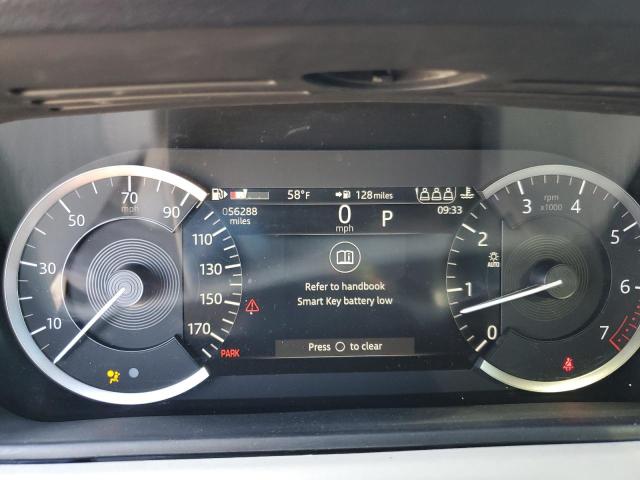 58°F
128 miles
056288
miles
0
mph
P
09:33
Refer to handbook
Smart Key battery low
Press O to clear
10
30
50
70
mph
90
110
130
150
170
PARK
0
1
2
3
4
5
6
7
rpm
x1000
AUTO